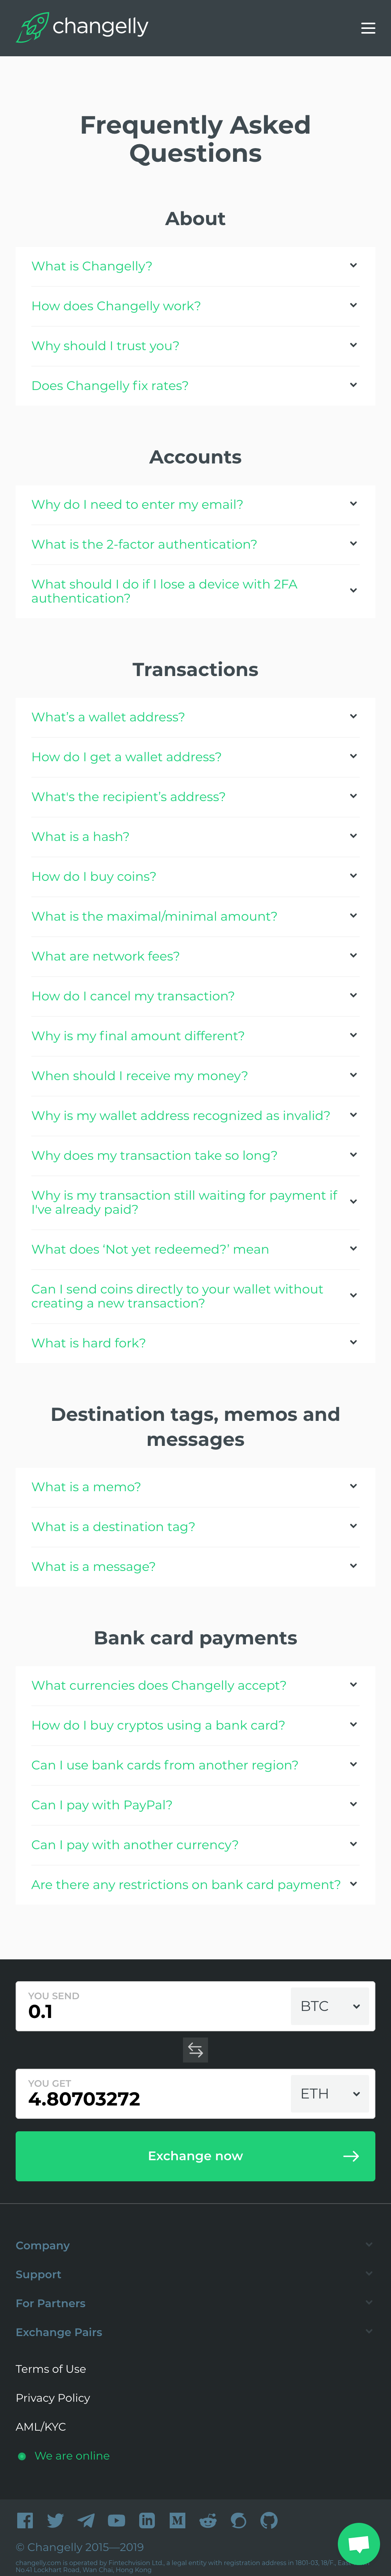 changelly
Frequently Asked
Questions
About
What is Changelly?
How does Changelly work?
Why should I trust you?
Does Changelly fix rates?
Accounts
Why do I need to enter my email?
What is the 2-factor authentication?
What should I do if I lose a device with 2FA
authentication?
Transactions
What’s a wallet address?
How do I get a wallet address?
What's the recipient’s address?
What is a hash?
How do I buy coins?
What is the maximal/minimal amount?
What are network fees?
How do I cancel my transaction?
Why is my final amount different?
When should I receive my money?
Why is my wallet address recognized as invalid?
Why does my transaction take so long?
Why is my transaction still waiting for payment if
I've already paid?
What does ‘Not yet redeemed?’ mean
Can I send coins directly to your wallet without
creating a new transaction?
What is hard fork?
Destination tags, memos and
messages
What is a memo?
What is a destination tag?
What is a message?
Bank card payments
What currencies does Changelly accept?
How do I buy cryptos using a bank card?
Can I use bank cards from another region?
Can I pay with PayPal?
Can I pay with another currency?
Are there any restrictions on bank card payment?
YOU SEND
0.1
BTC
YOU GET
4.80703272
ETH
Exchange now
Company
Support
For Partners
Exchange Pairs
Terms of Use
Privacy Policy
AML/KYC
We are online
© Changelly 2015—2019
changelly.com is operated by Fintechvision Ltd., a legal entity with registration address in 1801-03, 18/F.,
No.41 Lockhart Road, Wan Chai, Hong Kong